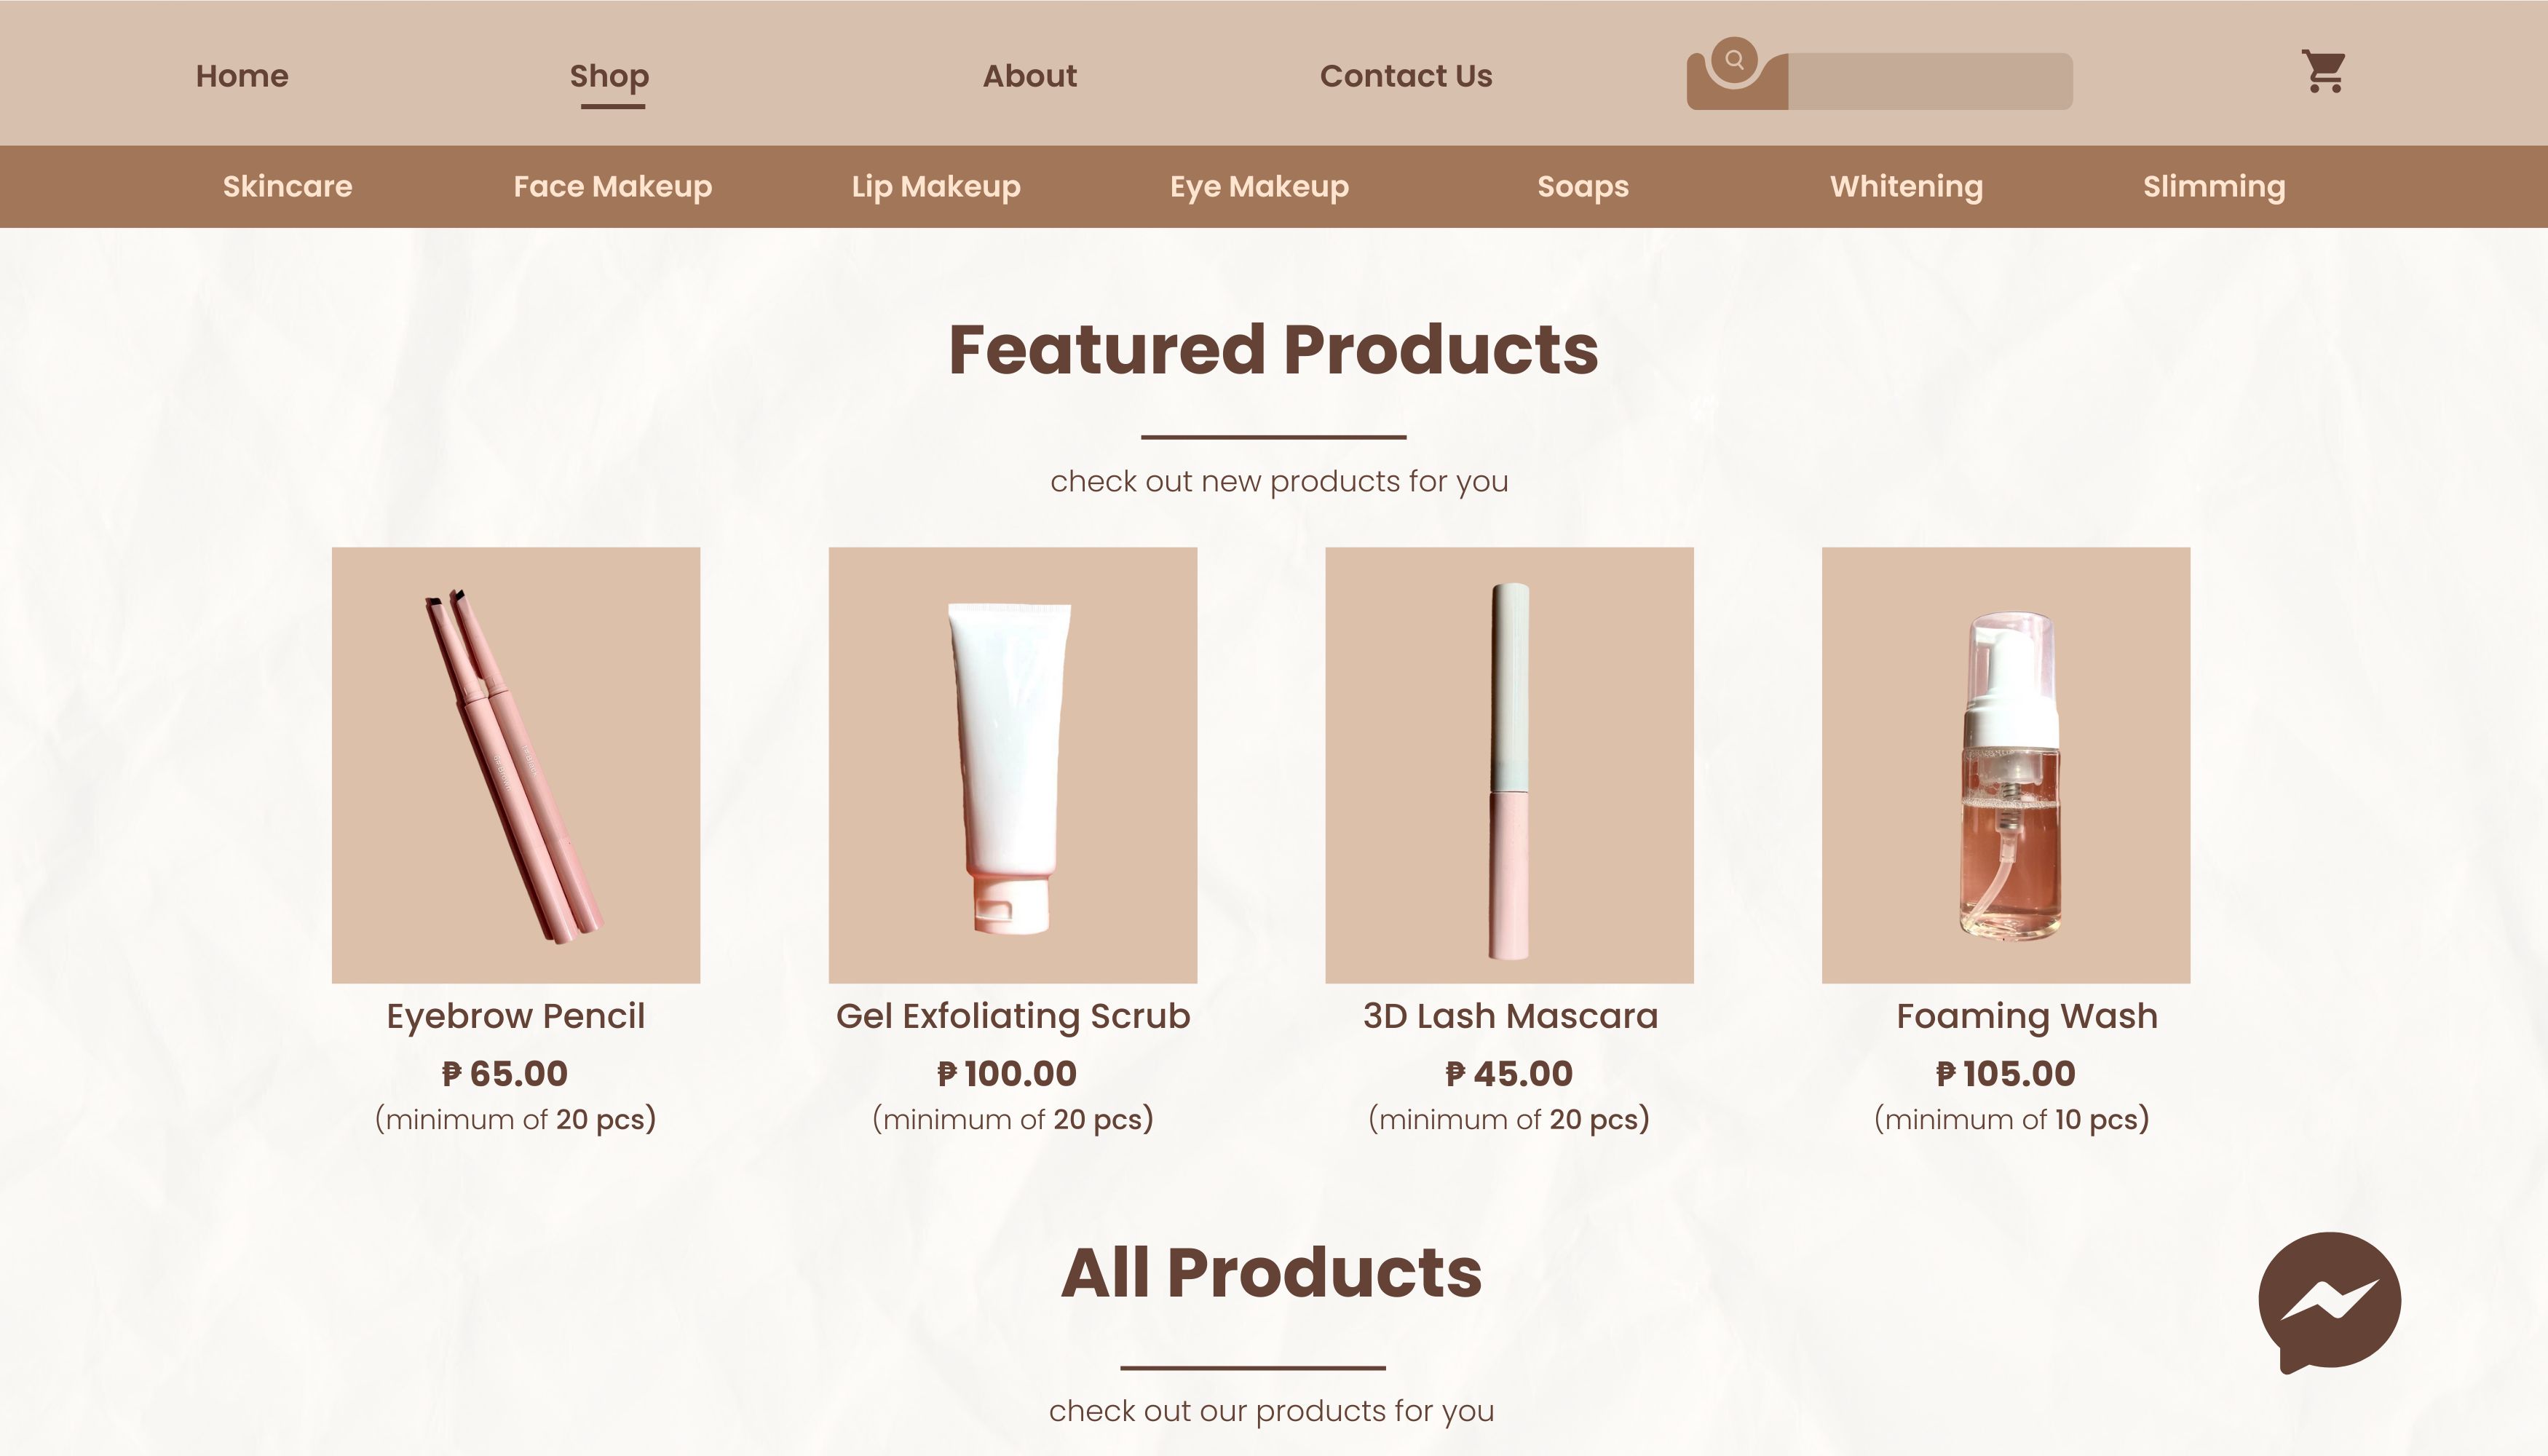 Home Shop About Contact Us
Skincare Face Makeup Lip Makeup Eye Makeup Soaps Whitening Slimming
Featured Products
check out new products for you
Eyebrow Pencil
₱ 65.00
(minimum of 20 pcs)
Gel Exfoliating Scrub
₱ 100.00
(minimum of 20 pcs)
3D Lash Mascara
₱ 45.00
(minimum of 20 pcs)
Foaming Wash
₱ 105.00
(minimum of 10 pcs)
All Products
check out our products for you